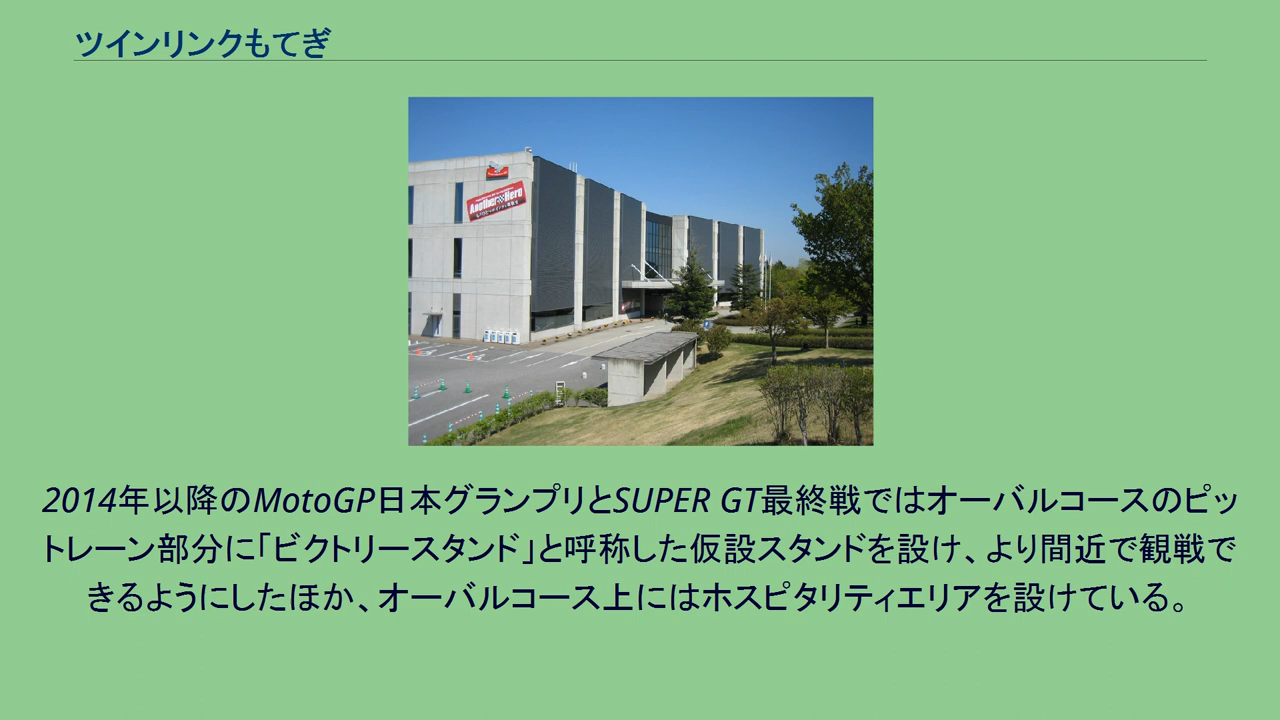 ツインリンクもてぎ
Another Hero
2014年以降のMotoGP日本グランプリとSUPER GT最終戦ではオーバルコースのピッ
トレーン部分に「ビクトリースタンド」と呼称した仮設スタンドを設け、より間近で観戦で
きるようにしたほか、オーバルコース上にはホスピタリティエリアを設けている。